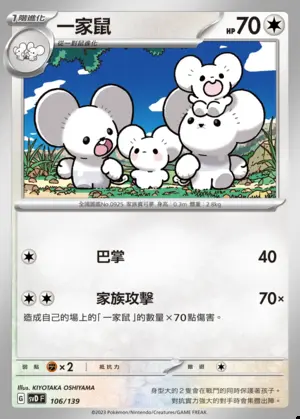 1階進化
一家鼠
HP70
從一對鼠進化
全國圖鑑No.0925 家族寶可夢 身高：0.3m 體重：2.8kg
巴掌 40
家族攻擊 70×
造成自己的場上的「一家鼠」的數量×70點傷害。
弱點 ×2 抵抗力 撤退
Illus. KIYOTAKA OSHIYAMA
G svD F 106/139
身型大的2隻會在戰鬥的同時保護著孩子。
對抗實力強大的對手時會集體出動。
©2023 Pokémon/Nintendo/Creatures/GAME FREAK.